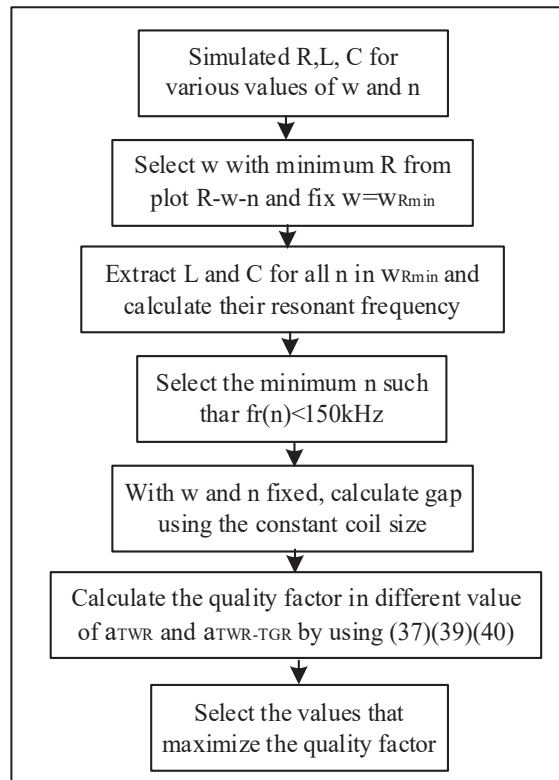 Simulated R,L, C for
various values of w and n
Select w with minimum R from
plot R-w-n and fix w=wRmin
Extract L and C for all n in wRmin and
calculate their resonant frequency
Select the minimum n such
thar fr(n)<150kHz
With w and n fixed, calculate gap
using the constant coil size
Calculate the quality factor in different value
of aTWR and aTWR-TGR by using (37)(39)(40)
Select the values that
maximize the quality factor